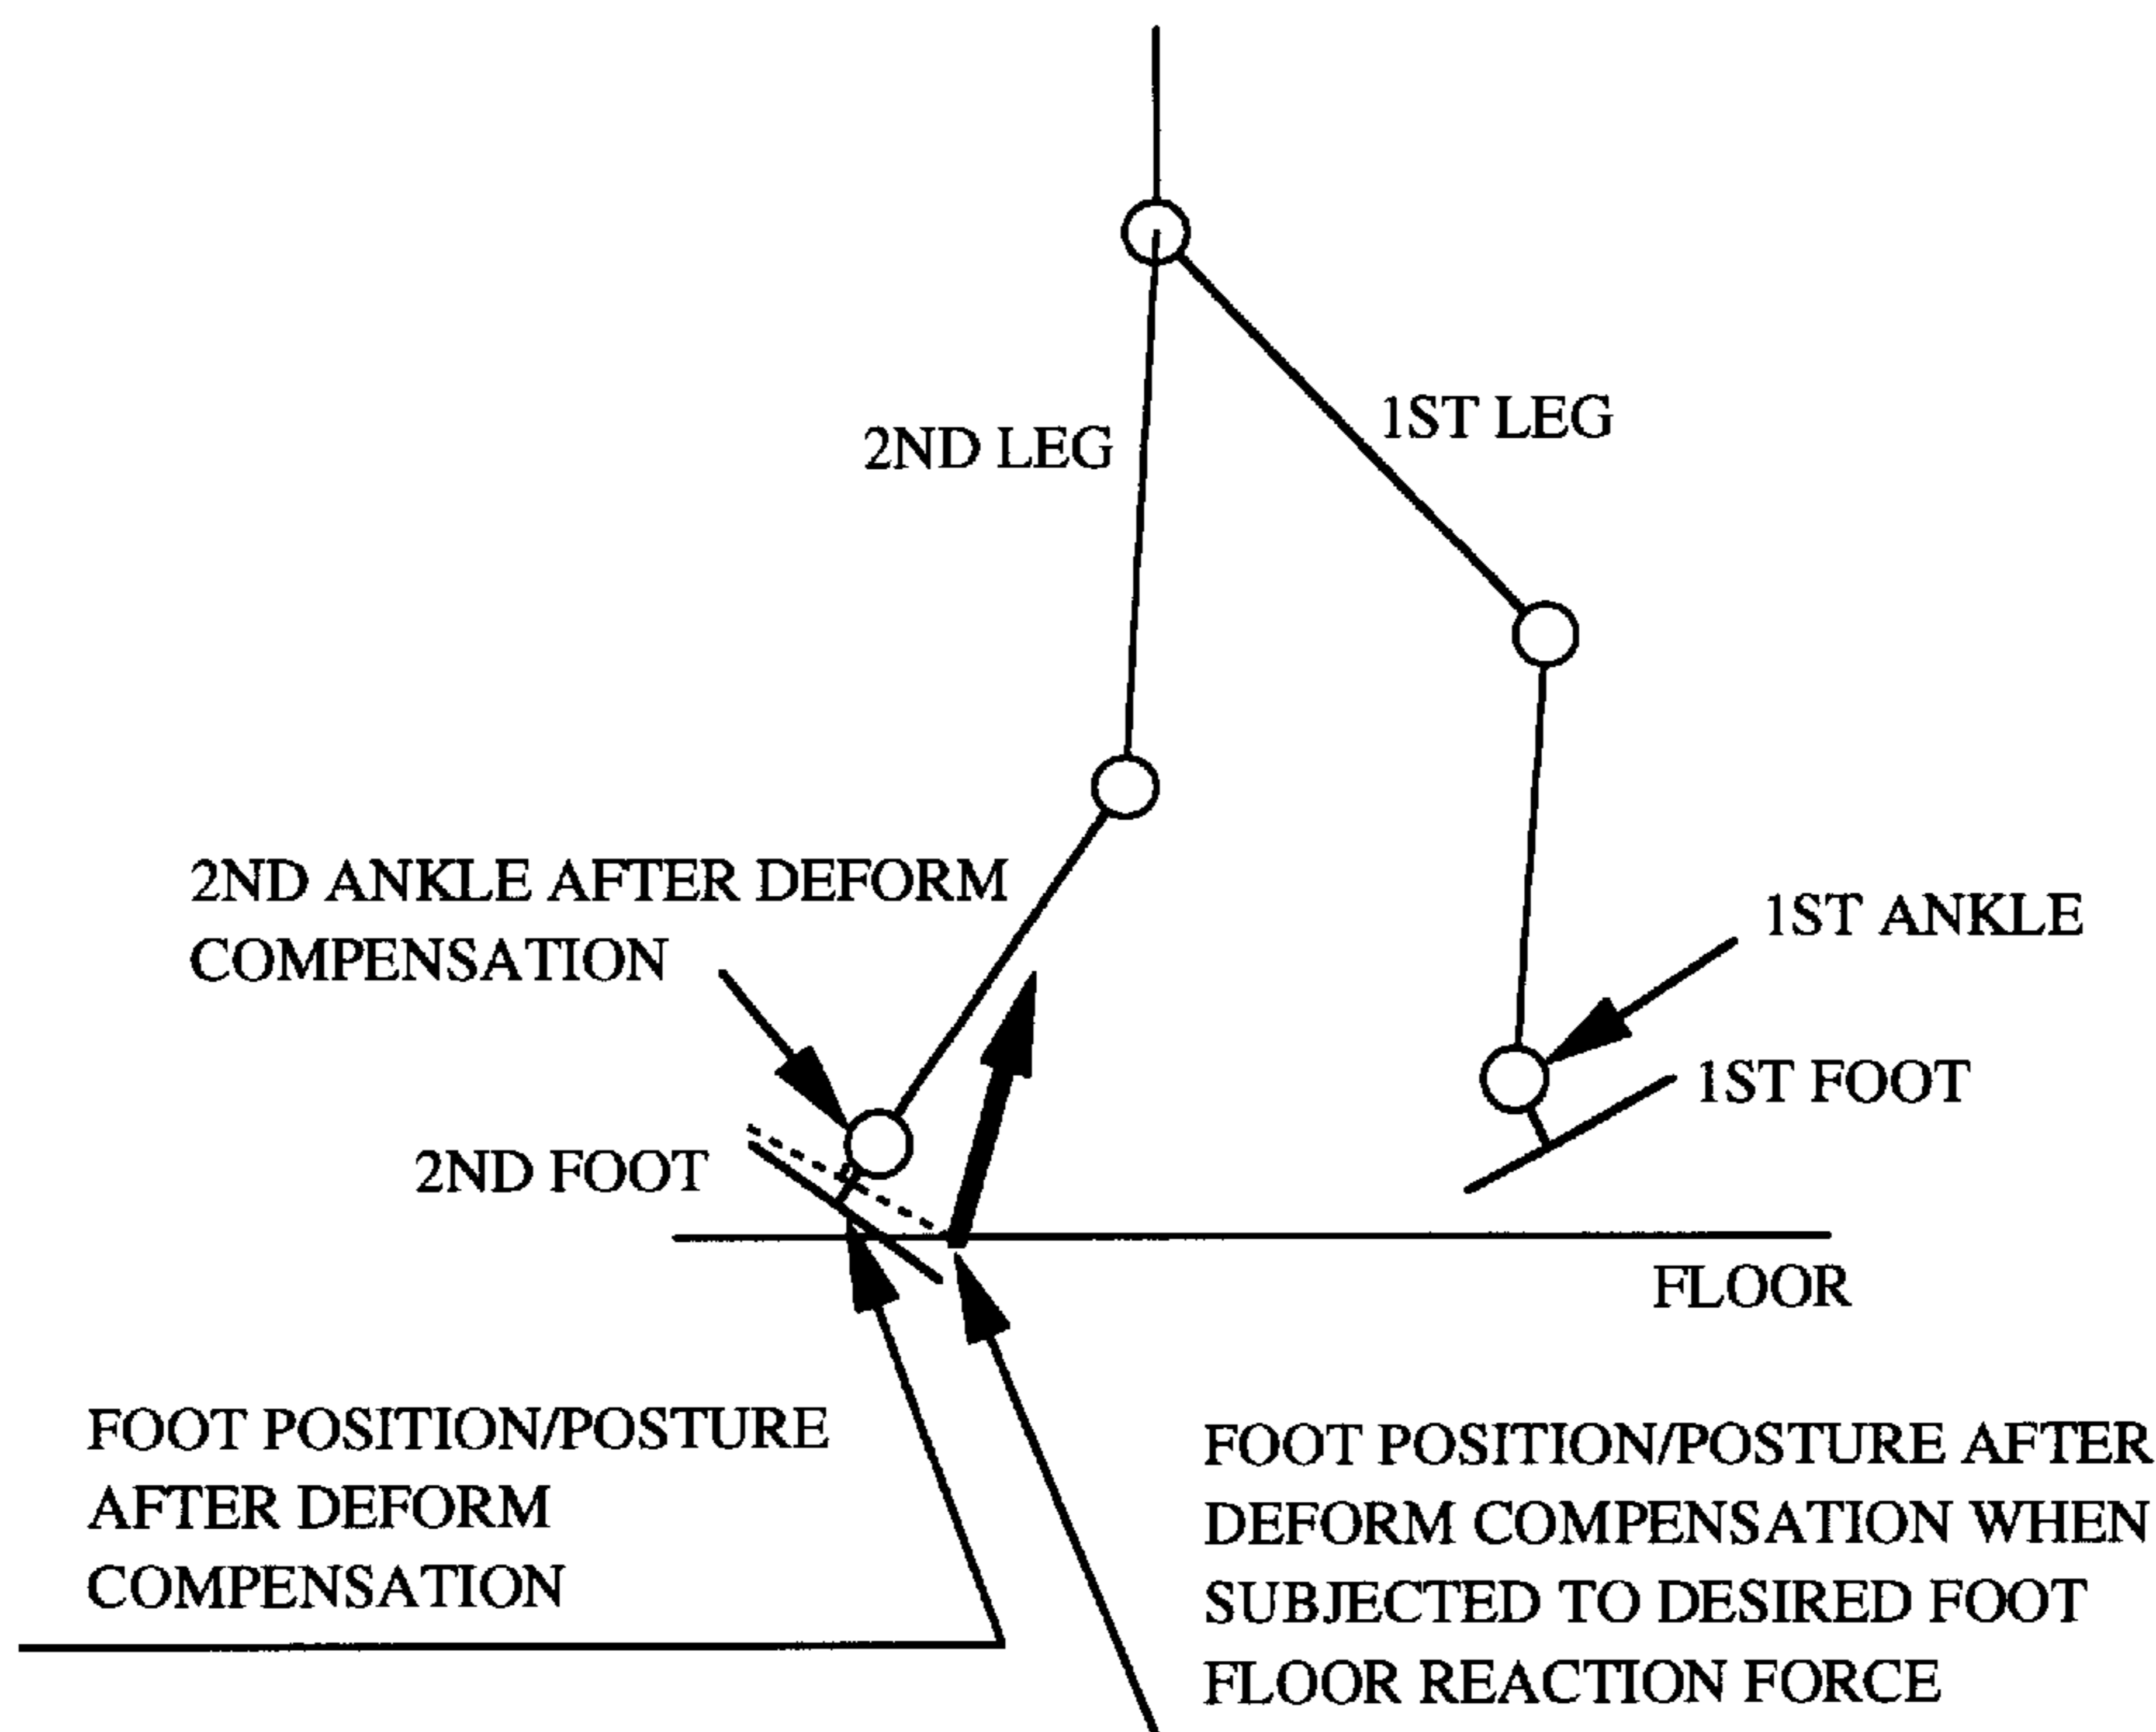 1ST LEG
2ND LEG
2ND ANKLE AFTER DEFORM
COMPENSATION
1ST ANKLE
1ST FOOT
2ND FOOT
FLOOR
FOOT POSITION/POSTURE
AFTER DEFORM
COMPENSATION
FOOT POSITION/POSTURE AFTER
DEFORM COMPENSATION WHEN
SUBJECTED TO DESIRED FOOT
FLOOR REACTION FORCE